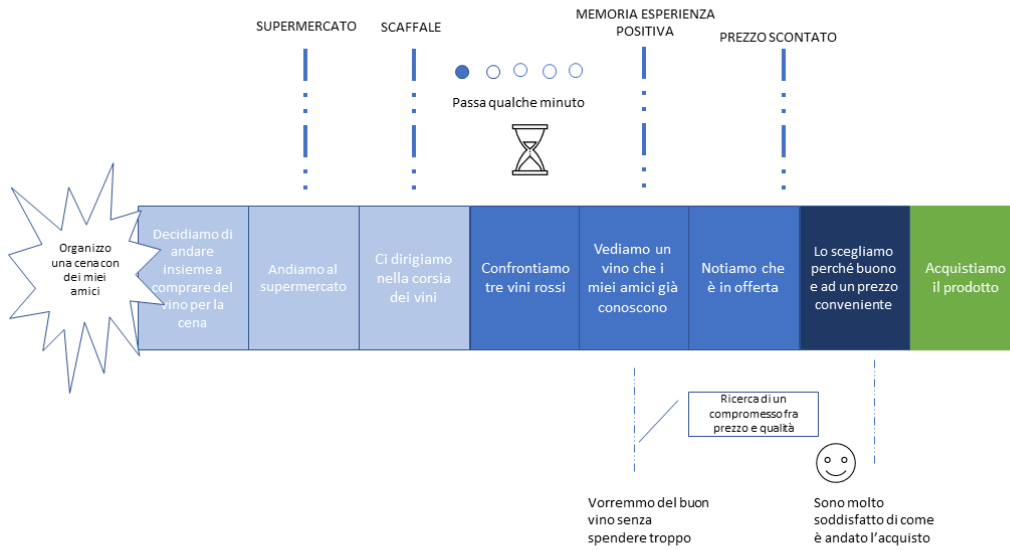 SUPERMERCATO
SCAFFALE
MEMORIA ESPERIENZA
POSITIVA
PREZZO SCONTATO
Passa qualche minuto
Organizzo
una cena con
dei miei
amici
Decidiamo di
andare
insieme a
comprare del
vino per la
cena
Andiamo al
supermercato
Ci dirigiamo
nella corsia
dei vini
Confrontiamo
tre vini rossi
Vediamo un
vino che i
miei amici già
conoscono
Notiamo che
è in offerta
Lo scegliamo
perché buono
e ad un prezzo
conveniente
Acquistiamo
il prodotto
Ricerca di un
compromesso fra
prezzo e qualità
Vorremmo del buon
vino senza
spendere troppo
Sono molto
soddisfatto di come
è andato l'acquisto